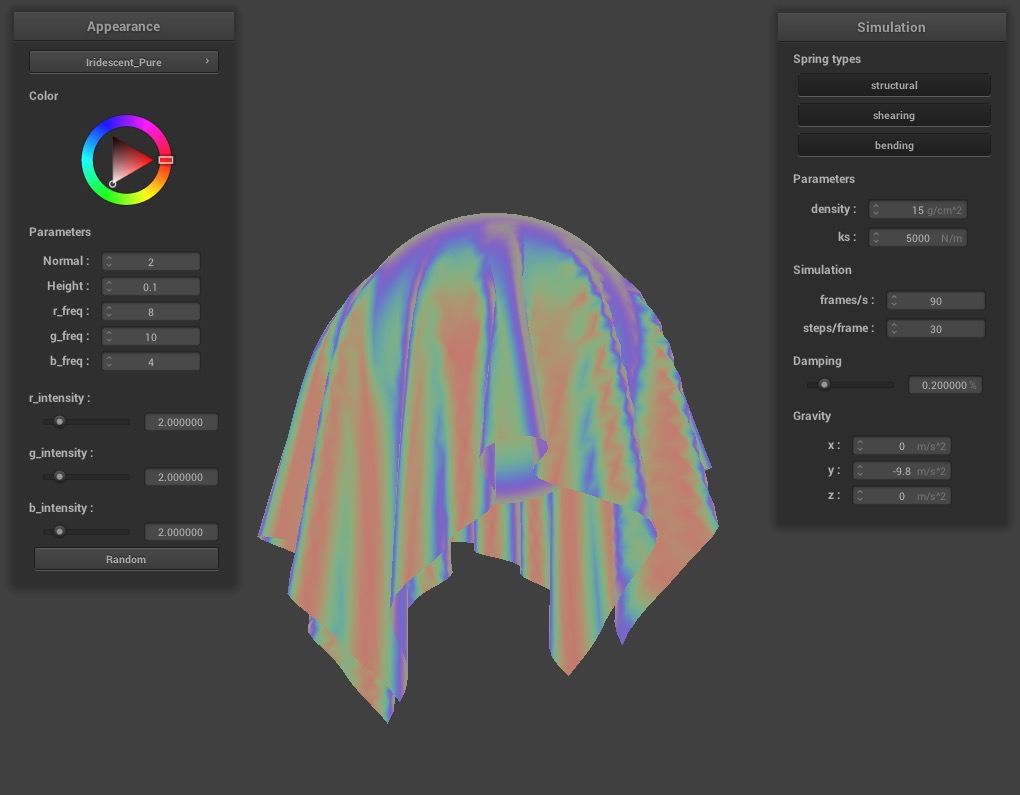 Appearance
Iridescent_Pure
Color
Parameters
Normal : 2
Height : 0.1
r_freq : 8
g_freq : 10
b_freq : 4
r_intensity :
2.000000
g_intensity :
2.000000
b_intensity :
2.000000
Random
Simulation
Spring types
structural
shearing
bending
Parameters
density : 15 g/cm^2
ks : 5000 N/m
Simulation
frames/s : 90
steps/frame : 30
Damping
0.200000 %
Gravity
x : 0 m/s^2
y : -9.8 m/s^2
z : 0 m/s^2